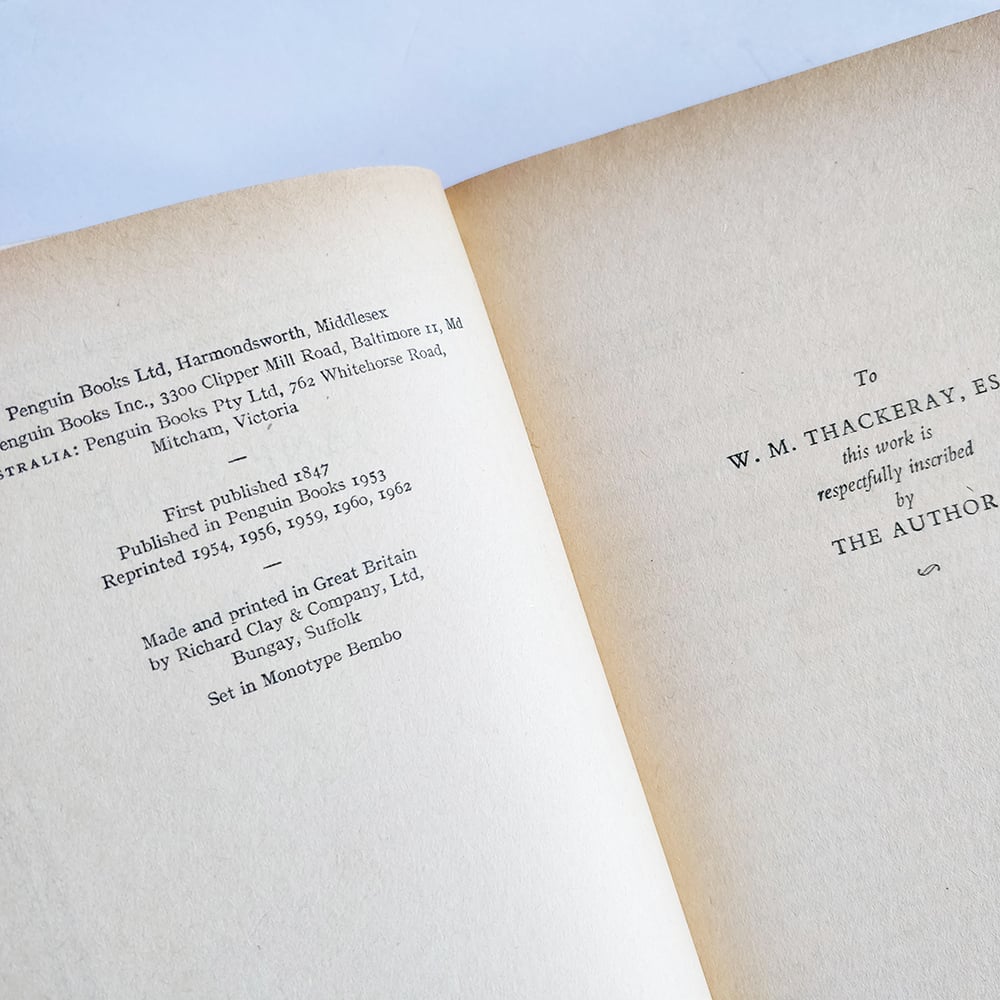 Penguin Books Ltd, Harmondsworth, Middlesex
enguin Books Inc., 3300 Clipper Mill Road, Baltimore 11, Md
STRALIA: Penguin Books Pty Ltd, 762 Whitehorse Road,
Mitcham, Victoria
—
First published 1847
Published in Penguin Books 1953
Reprinted 1954, 1956, 1959, 1960, 1962
—
Made and printed in Great Britain
by Richard Clay & Company, Ltd,
Bungay, Suffolk
Set in Monotype Bembo
To
W. M. THACKERAY, ES
this work is
respectfully inscribed
by
THE AUTHOR